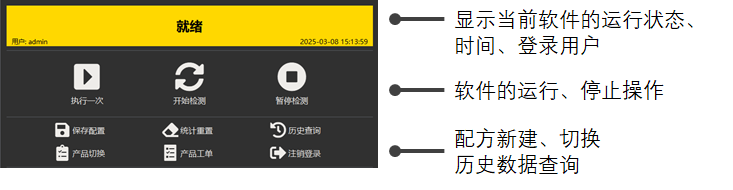 就绪
用户: admin 2025-03-08 15:13:59
执行一次 开始检测 暂停检测
保存配置 统计重置 历史查询
产品切换 产品工单 注销登录
显示当前软件的运行状态、
时间、登录用户
软件的运行、停止操作
配方新建、切换
历史数据查询